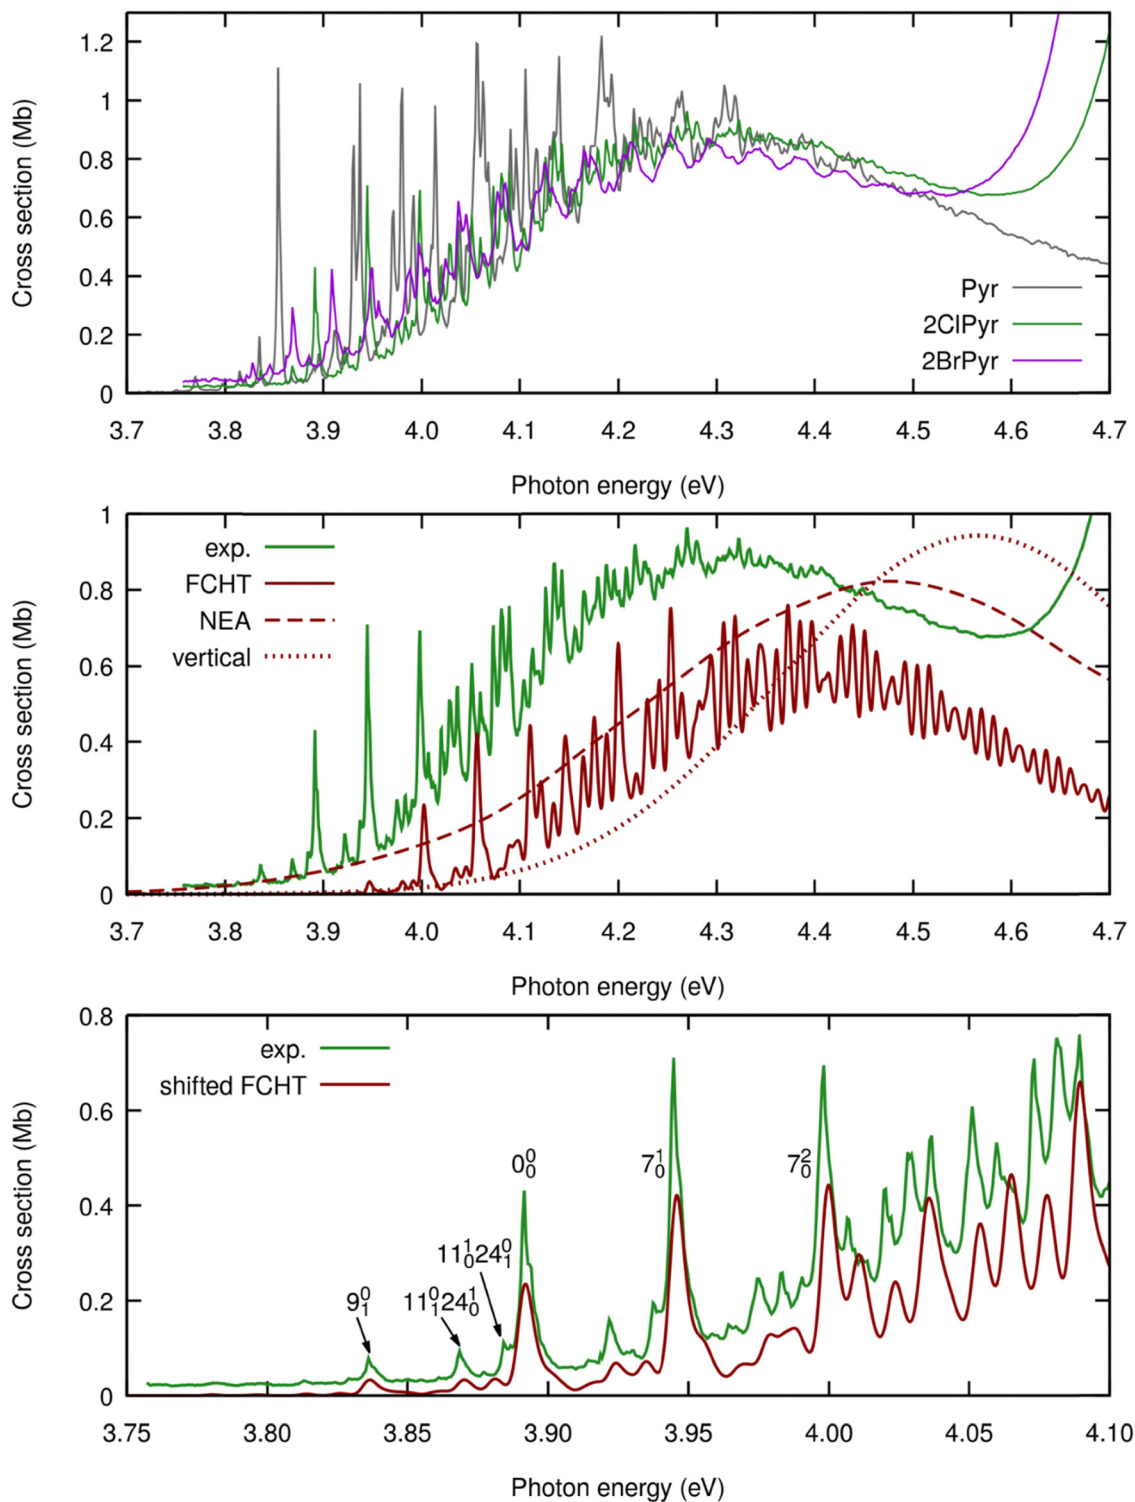 Cross section (Mb)
1.2
1
0.8
0.6
0.4
0.2
0
Pyr
2ClPyr
2BrPyr
3.7 3.8 3.9 4.0 4.1 4.2 4.3 4.4 4.5 4.6 4.7
Photon energy (eV)
Cross section (Mb)
1
0.8
0.6
0.4
0.2
0
exp.
FCHT
NEA
vertical
3.7 3.8 3.9 4.0 4.1 4.2 4.3 4.4 4.5 4.6 4.7
Photon energy (eV)
Cross section (Mb)
0.8
0.6
0.4
0.2
0
exp.
shifted FCHT
0⁰₀ 7¹₀ 7²₀
11¹₀24⁰₁
9⁰₁ 11⁰₁24¹₀
3.75 3.80 3.85 3.90 3.95 4.00 4.05 4.10
Photon energy (eV)